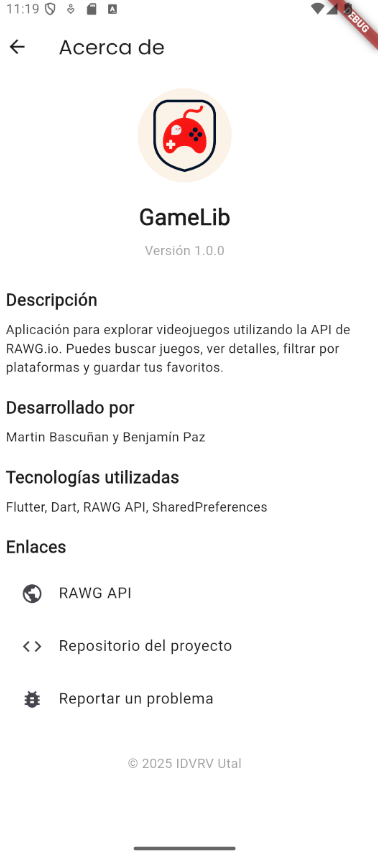 11:19
DEBUG
Acerca de
GameLib
Versión 1.0.0
Descripción
Aplicación para explorar videojuegos utilizando la API de
RAWG.io. Puedes buscar juegos, ver detalles, filtrar por
plataformas y guardar tus favoritos.
Desarrollado por
Martin Bascuñan y Benjamín Paz
Tecnologías utilizadas
Flutter, Dart, RAWG API, SharedPreferences
Enlaces
RAWG API
Repositorio del proyecto
Reportar un problema
© 2025 IDVRV Utal